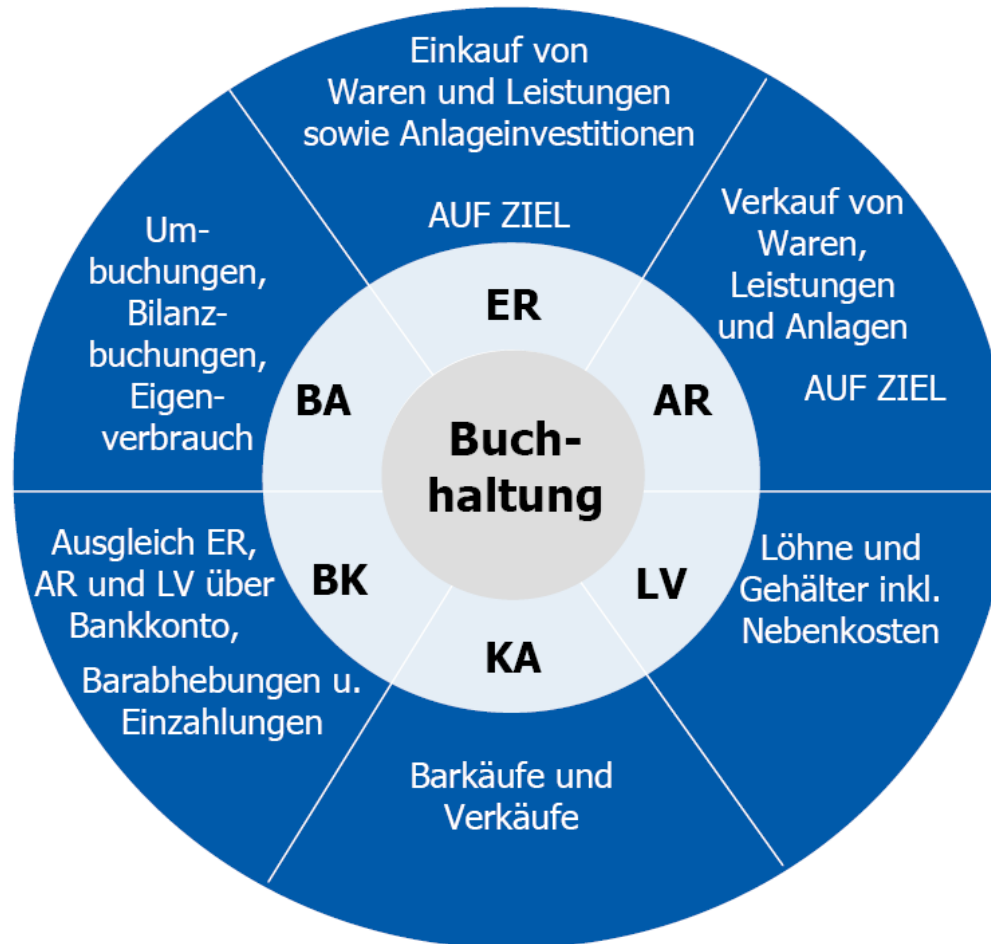 Einkauf von
Waren und Leistungen
sowie Anlageinvestitionen
AUF ZIEL
ER
Verkauf von
Waren,
Leistungen
und Anlagen
AUF ZIEL
AR
Löhne und
Gehälter inkl.
Nebenkosten
LV
Barkäufe und
Verkäufe
KA
Ausgleich ER,
AR und LV über
Bankkonto,
Barabhebungen u.
Einzahlungen
BK
Um-
buchungen,
Bilanz-
buchungen,
Eigen-
verbrauch
BA
Buch-
haltung